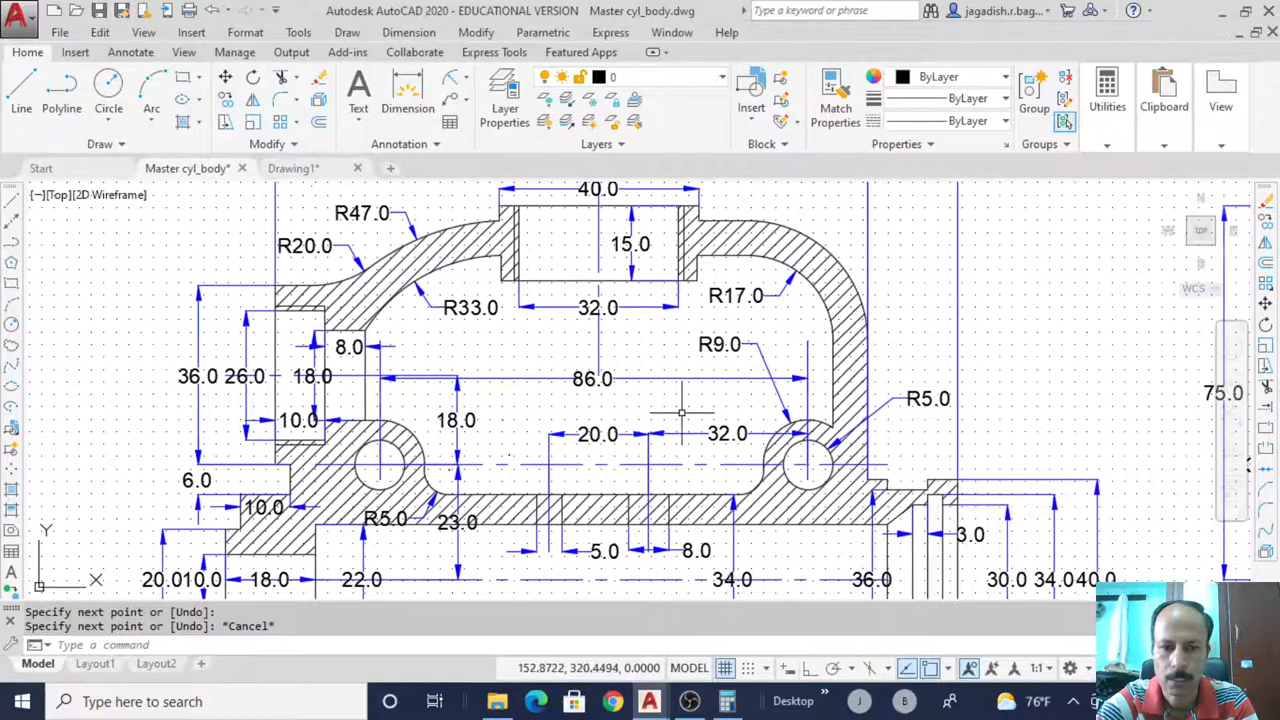 Autodesk AutoCAD 2020 - EDUCATIONAL VERSION Master cyl_body.dwg
Type a keyword or phrase
jagadish.r.bag...
File Edit View Insert Format Tools Draw Dimension Modify Parametric Express Window Help
Home Insert Annotate View Manage Output Add-ins Collaborate Express Tools Featured Apps
Line Polyline Circle Arc
Text Dimension
Layer
Properties
0
Insert
Match
Properties
ByLayer
ByLayer
ByLayer
Group
Utilities
Clipboard
View
Draw Modify Annotation Layers Block Properties Groups
Start Master cyl_body* Drawing1*
[−][Top][2D Wireframe]
40.0
R47.0
R20.0
15.0
R33.0
32.0
R17.0
8.0
R9.0
36.0 26.0 18.0
86.0
R5.0
75.0
10.0
18.0
20.0
32.0
6.0
10.0
R5.0
23.0
5.0
8.0
3.0
20.0 10.0 18.0 22.0 34.0 36.0 30.0 34.0 40.0
TOP
WCS
Y
X
Specify next point or [Undo]:
Specify next point or [Undo]: *Cancel*
Type a command
Model Layout1 Layout2
152.8722, 320.4494, 0.0000 MODEL 1:1
Type here to search
Desktop
J
B
76°F